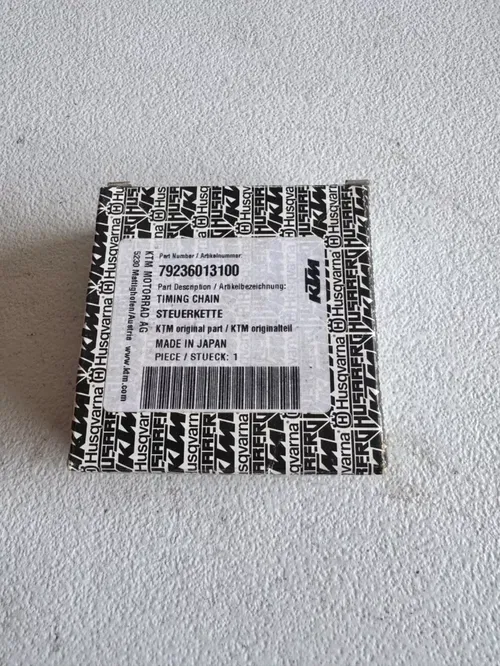 Part Number / Artikelnummer
79236013100
Part Description / Artikelbezeichnung:
TIMING CHAIN
STEUERKETTE
KTM original part / KTM originalteil
MADE IN JAPAN
PIECE / STUECK: 1
KTM MOTORRAD AG
5230 Mattighofen/Austria www.ktm.com
KTM
Husqvarna
HUSABERG